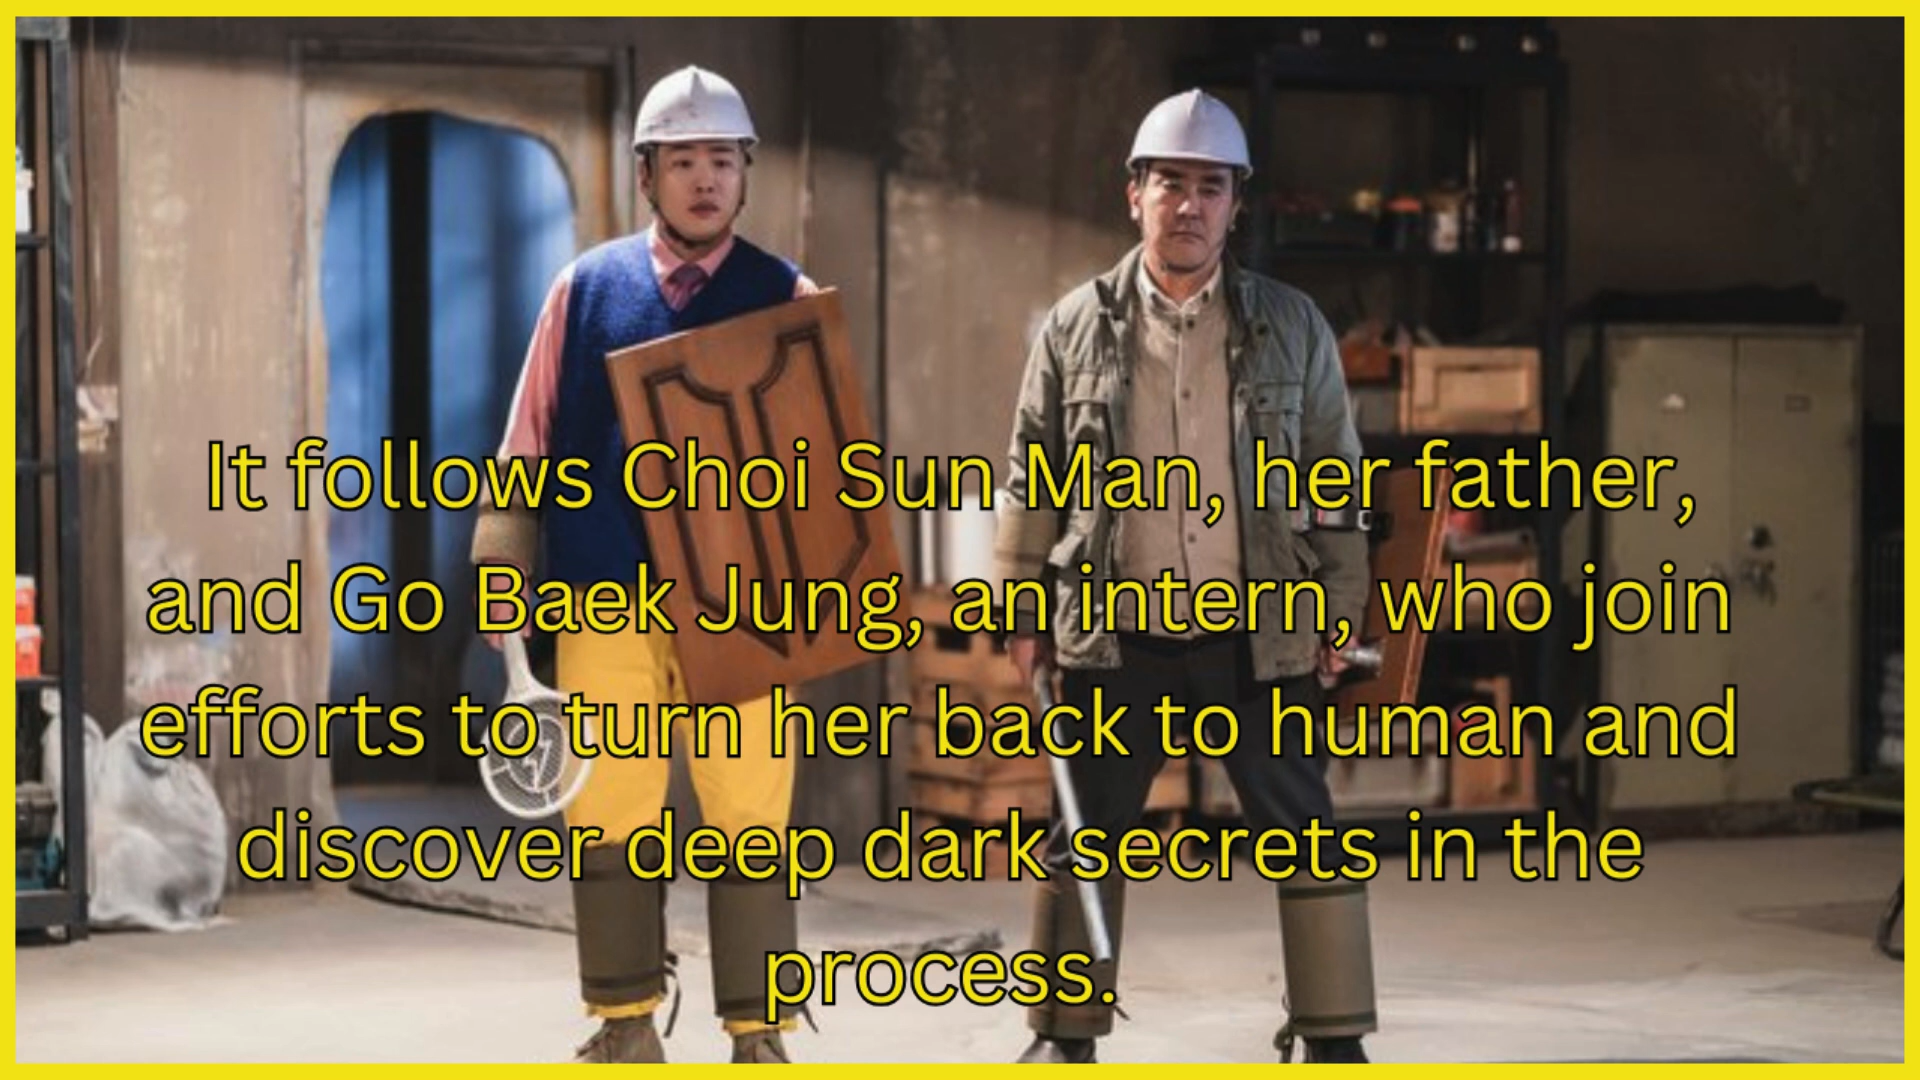 It follows Choi Sun Man, her father,
and Go Baek Jung, an intern, who join
efforts to turn her back to human and
discover deep dark secrets in the
process.